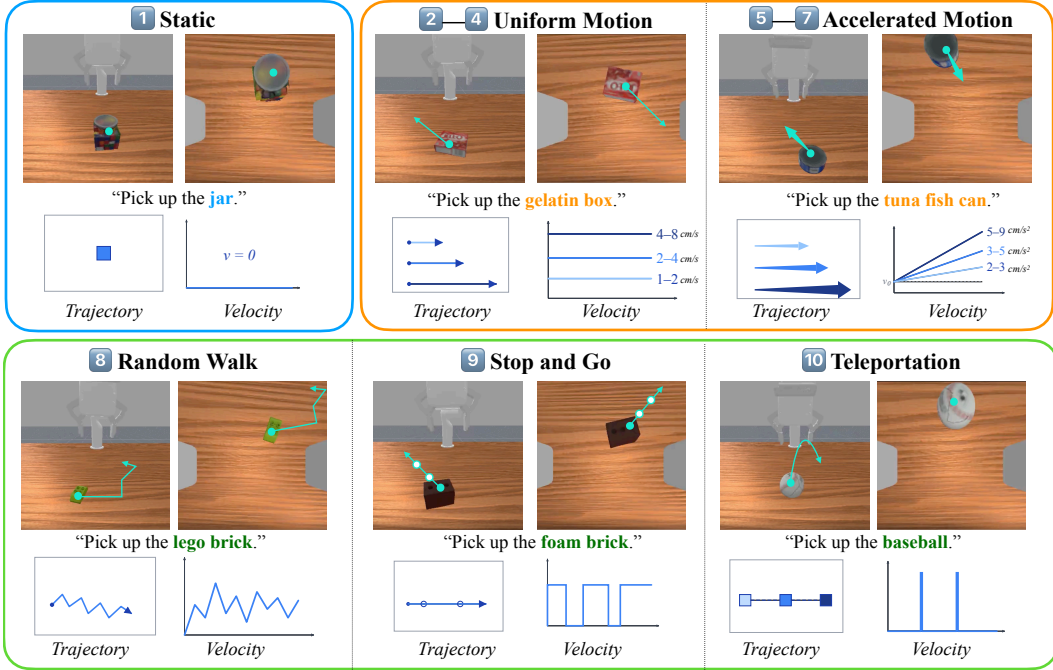 1 Static
2—4 Uniform Motion
5—7 Accelerated Motion
“Pick up the jar.”
“Pick up the gelatin box.”
“Pick up the tuna fish can.”
v = 0
4–8 cm/s
2–4 cm/s
1–2 cm/s
5–9 cm/s²
3–5 cm/s²
2–3 cm/s²
v₀
Trajectory
Velocity
Trajectory
Velocity
Trajectory
Velocity
8 Random Walk
9 Stop and Go
10 Teleportation
“Pick up the lego brick.”
“Pick up the foam brick.”
“Pick up the baseball.”
Trajectory
Velocity
Trajectory
Velocity
Trajectory
Velocity